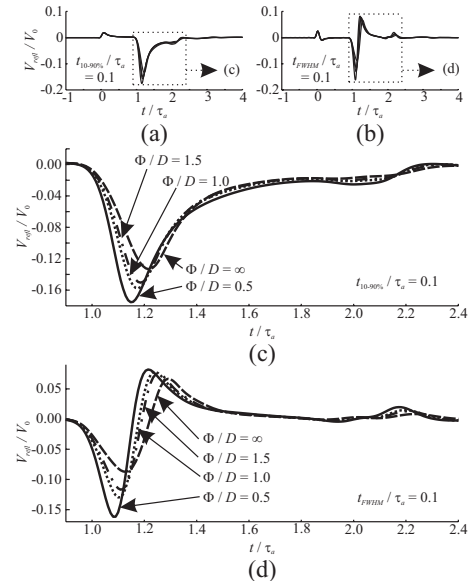 0.1
0
0.1
0.2
V_refl / V_0
t_10-90% / τ_a
= 0.1
(c)
-1 0 1 2 3 4
t / τ_a
(a)
0.1
0
0.1
0.2
t_FWHM / τ_a
= 0.1
(d)
-1 0 1 2 3 4
t / τ_a
(b)
0.00
-0.04
-0.08
-0.12
-0.16
V_refl / V_0
Φ / D = 1.5
Φ / D = 1.0
Φ / D = ∞
Φ / D = 0.5
t_10-90% / τ_a = 0.1
1.0 1.2 1.4 1.6 1.8 2.0 2.2 2.4
t / τ_a
(c)
0.05
0.00
-0.05
-0.10
-0.15
V_refl / V_0
Φ / D = ∞
Φ / D = 1.5
Φ / D = 1.0
Φ / D = 0.5
t_FWHM / τ_a = 0.1
1.0 1.2 1.4 1.6 1.8 2.0 2.2 2.4
t / τ_a
(d)